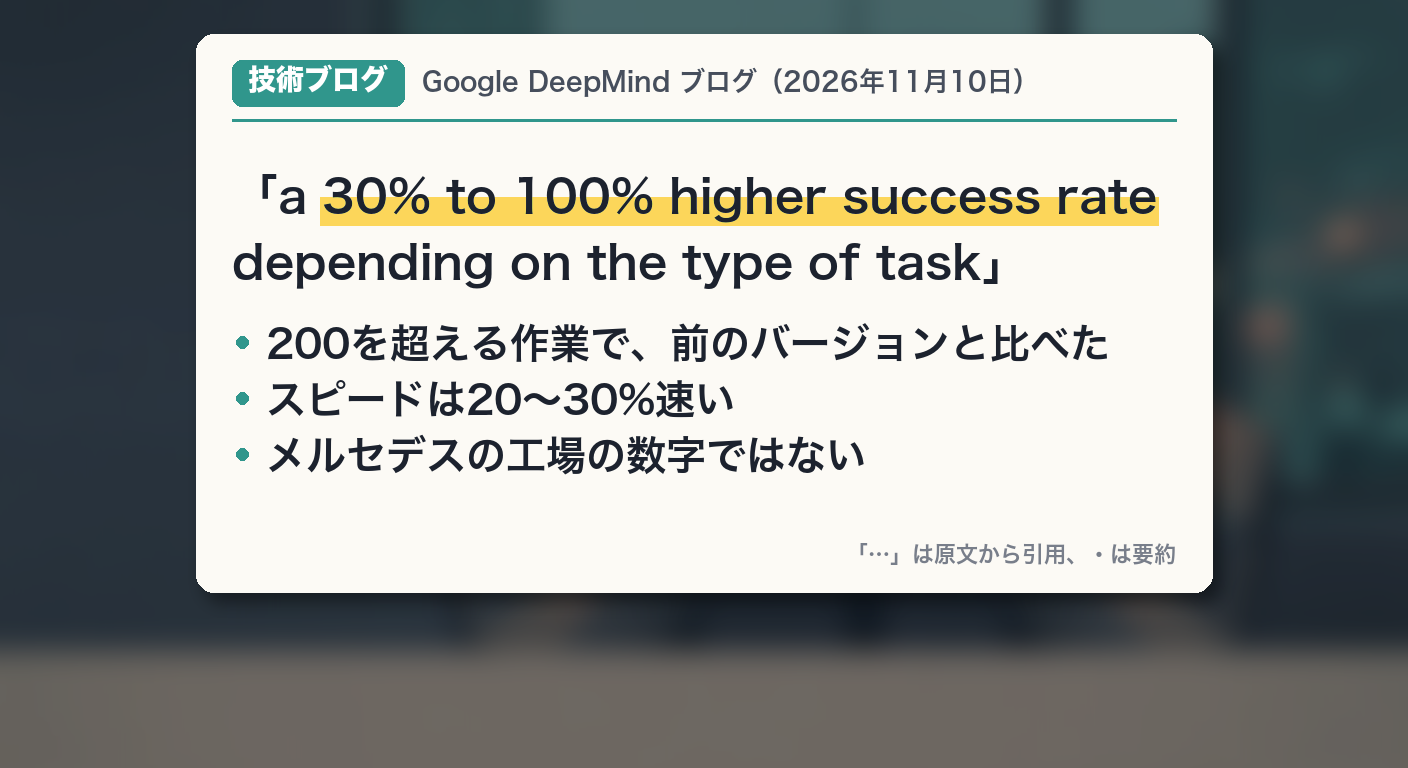 技術ブログ Google DeepMind ブログ（2026年11月10日）
「a 30% to 100% higher success rate
depending on the type of task」
• 200を超える作業で、前のバージョンと比べた
• スピードは20〜30%速い
• メルセデスの工場の数字ではない
「…」は原文から引用、・は要約